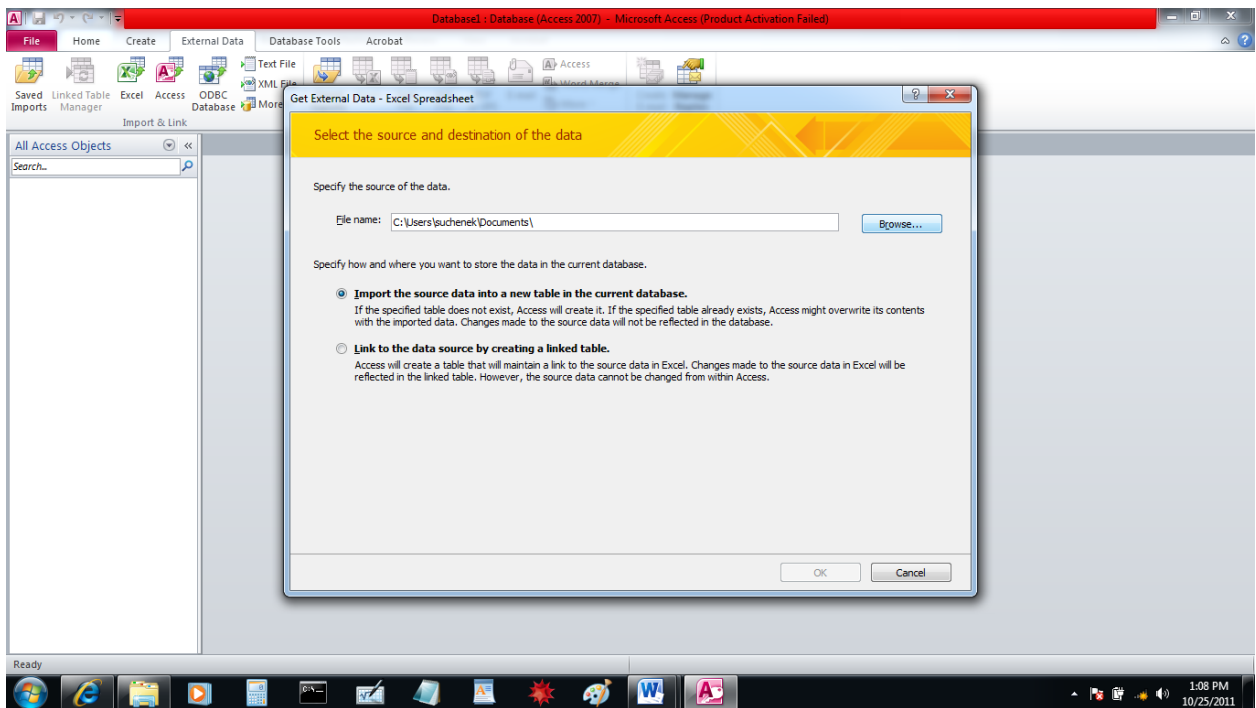 Database1 : Database (Access 2007) - Microsoft Access (Product Activation Failed)
File Home Create External Data Database Tools Acrobat
Saved Imports
Linked Table Manager
Excel
Access
ODBC Database
Text File
XML File
More
Access
Word Merge
Import & Link
All Access Objects
Search...
Get External Data - Excel Spreadsheet
Select the source and destination of the data
Specify the source of the data.
File name: C:\Users\suchenek\Documents\
Browse...
Specify how and where you want to store the data in the current database.
Import the source data into a new table in the current database.
If the specified table does not exist, Access will create it. If the specified table already exists, Access might overwrite its contents
with the imported data. Changes made to the source data will not be reflected in the database.
Link to the data source by creating a linked table.
Access will create a table that will maintain a link to the source data in Excel. Changes made to the source data in Excel will be
reflected in the linked table. However, the source data cannot be changed from within Access.
OK Cancel
Ready
1:08 PM
10/25/2011